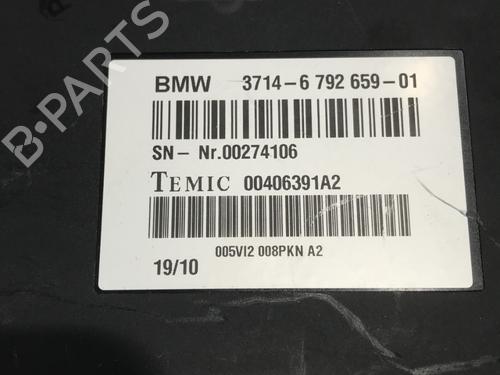 B-PARTS
BMW 3714-6 792 659-01
SN- Nr.00274106
TEMIC 00406391A2
005VI2 008PKN A2
19/10